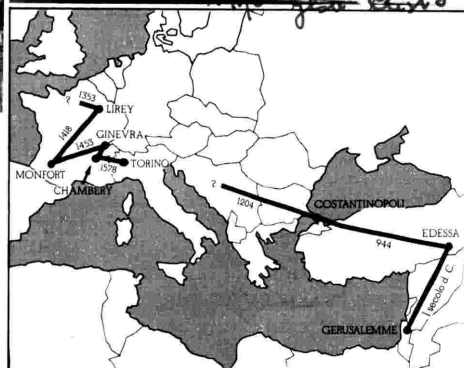 ?
1353
LIREY
1418
GINEVRA
1453
MONFORT
1578
TORINO
CHAMBERY
?
1204
COSTANTINOPOLI
944
EDESSA
I secolo d. C.
GERUSALEMME